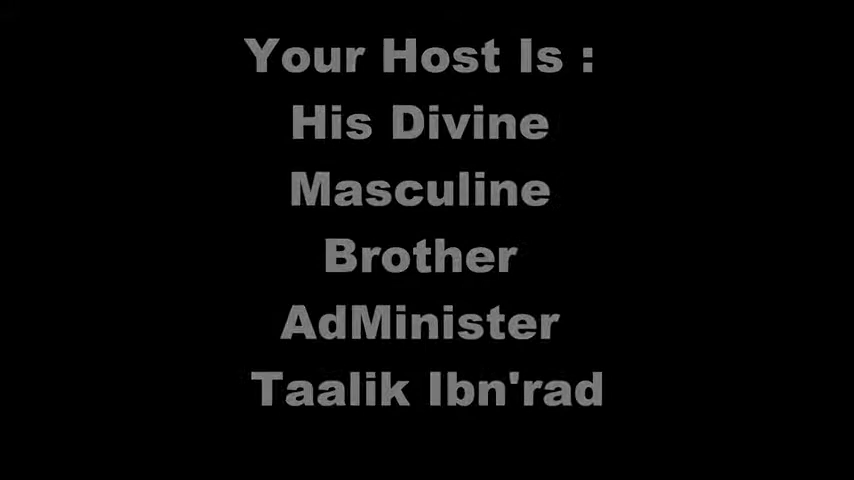 Your Host Is :
His Divine
Masculine
Brother
AdMinister
Taalik Ibn'rad